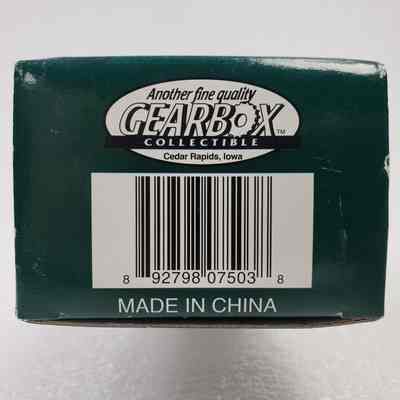 Another fine quality
GEARBOX TM
COLLECTIBLE
Cedar Rapids, Iowa
8 92798 07503 8
MADE IN CHINA